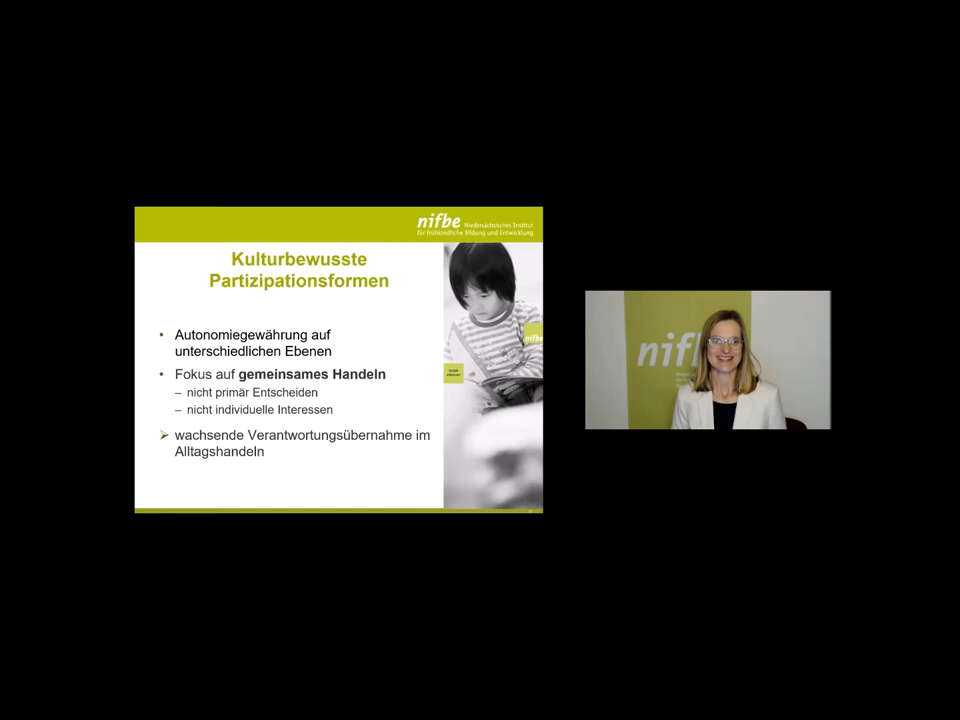 nifbe Niedersächsisches Institut
für frühkindliche Bildung und Entwicklung
Kulturbewusste
Partizipationsformen
• Autonomiegewährung auf
unterschiedlichen Ebenen
• Fokus auf gemeinsames Handeln
– nicht primär Entscheiden
– nicht individuelle Interessen
➢ wachsende Verantwortungsübernahme im
Alltagshandeln
nifbe
nif